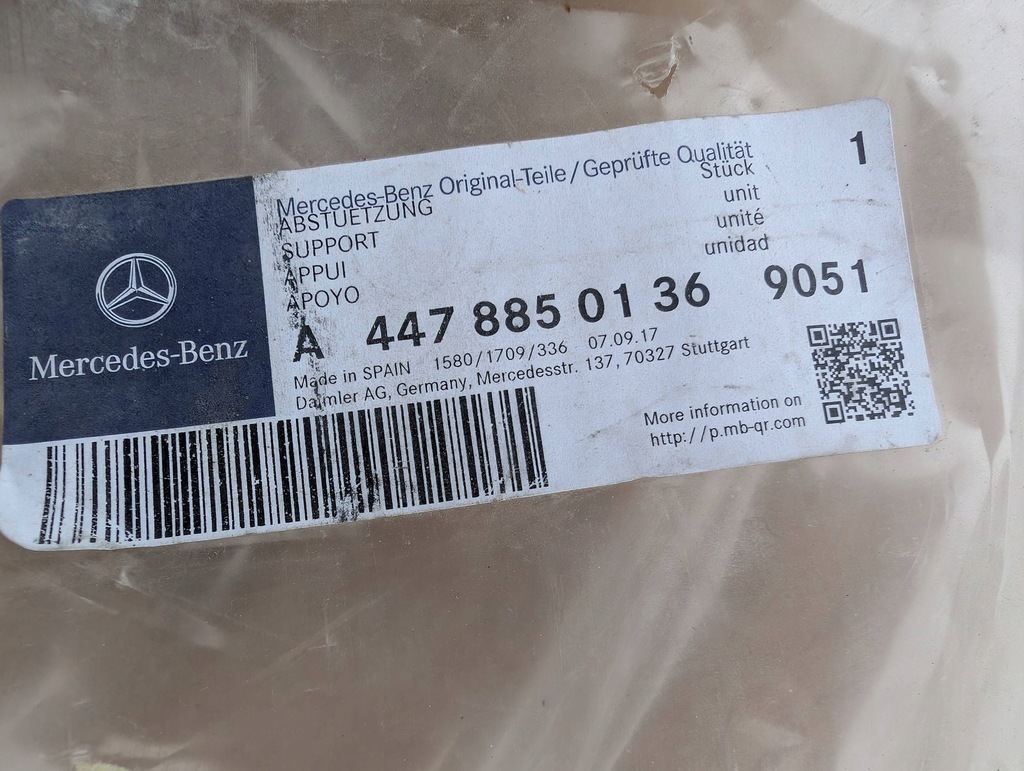 Mercedes-Benz
Mercedes-Benz Original-Teile/Geprüfte Qualität
ABSTUETZUNG
SUPPORT
APPUI
APOYO
Stück 1
unit
unité
unidad
A 447 885 01 36 9051
Made in SPAIN 1580/1709/336 07.09.17
Daimler AG, Germany, Mercedesstr. 137, 70327 Stuttgart
More information on
http://p.mb-qr.com